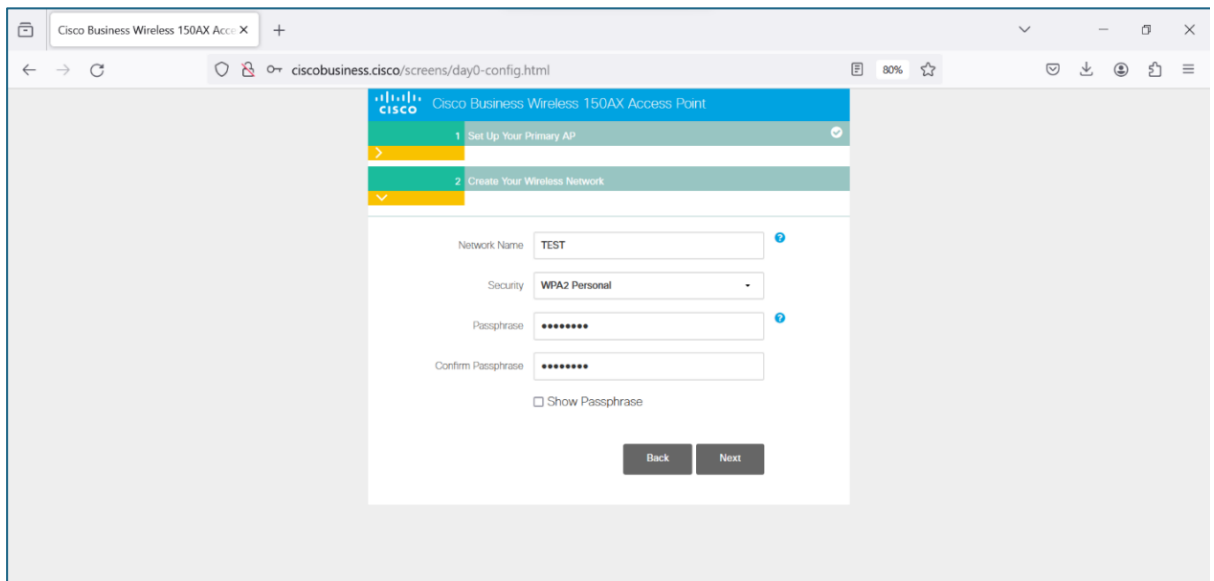 Cisco Business Wireless 150AX Acce
ciscobusiness.cisco/screens/day0-config.html
80%
CISCO Cisco Business Wireless 150AX Access Point
1 Set Up Your Primary AP
2 Create Your Wireless Network
Network Name TEST ?
Security WPA2 Personal
Passphrase •••••••• ?
Confirm Passphrase ••••••••
Show Passphrase
Back Next